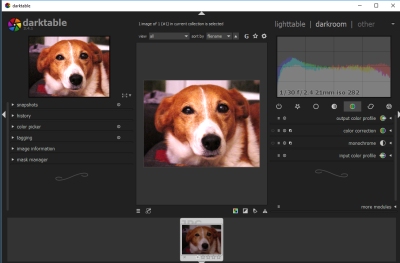 darktable
darktable
1 image of 1 (#1) in current collection is selected
lighttable | darkroom | other
view all sort by filename
1/30 f/2.4 21mm iso 282
snapshots
history
color picker
tagging
image information
mask manager
output color profile
color correction
monochrome
input color profile
more modules